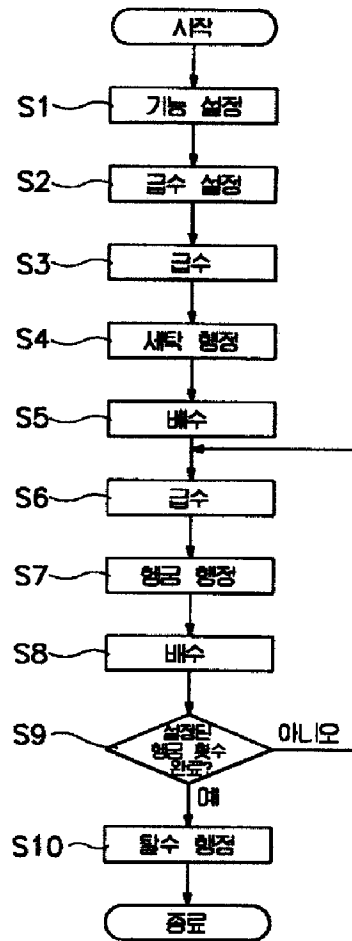 시작
S1 기능 설정
S2 급수 설정
S3 급수
S4 세탁 행정
S5 배수
S6 급수
S7 헹굼 행정
S8 배수
설정된
S9 헹굼 횟수 아니오
완료?
예
S10 탈수 행정
종료